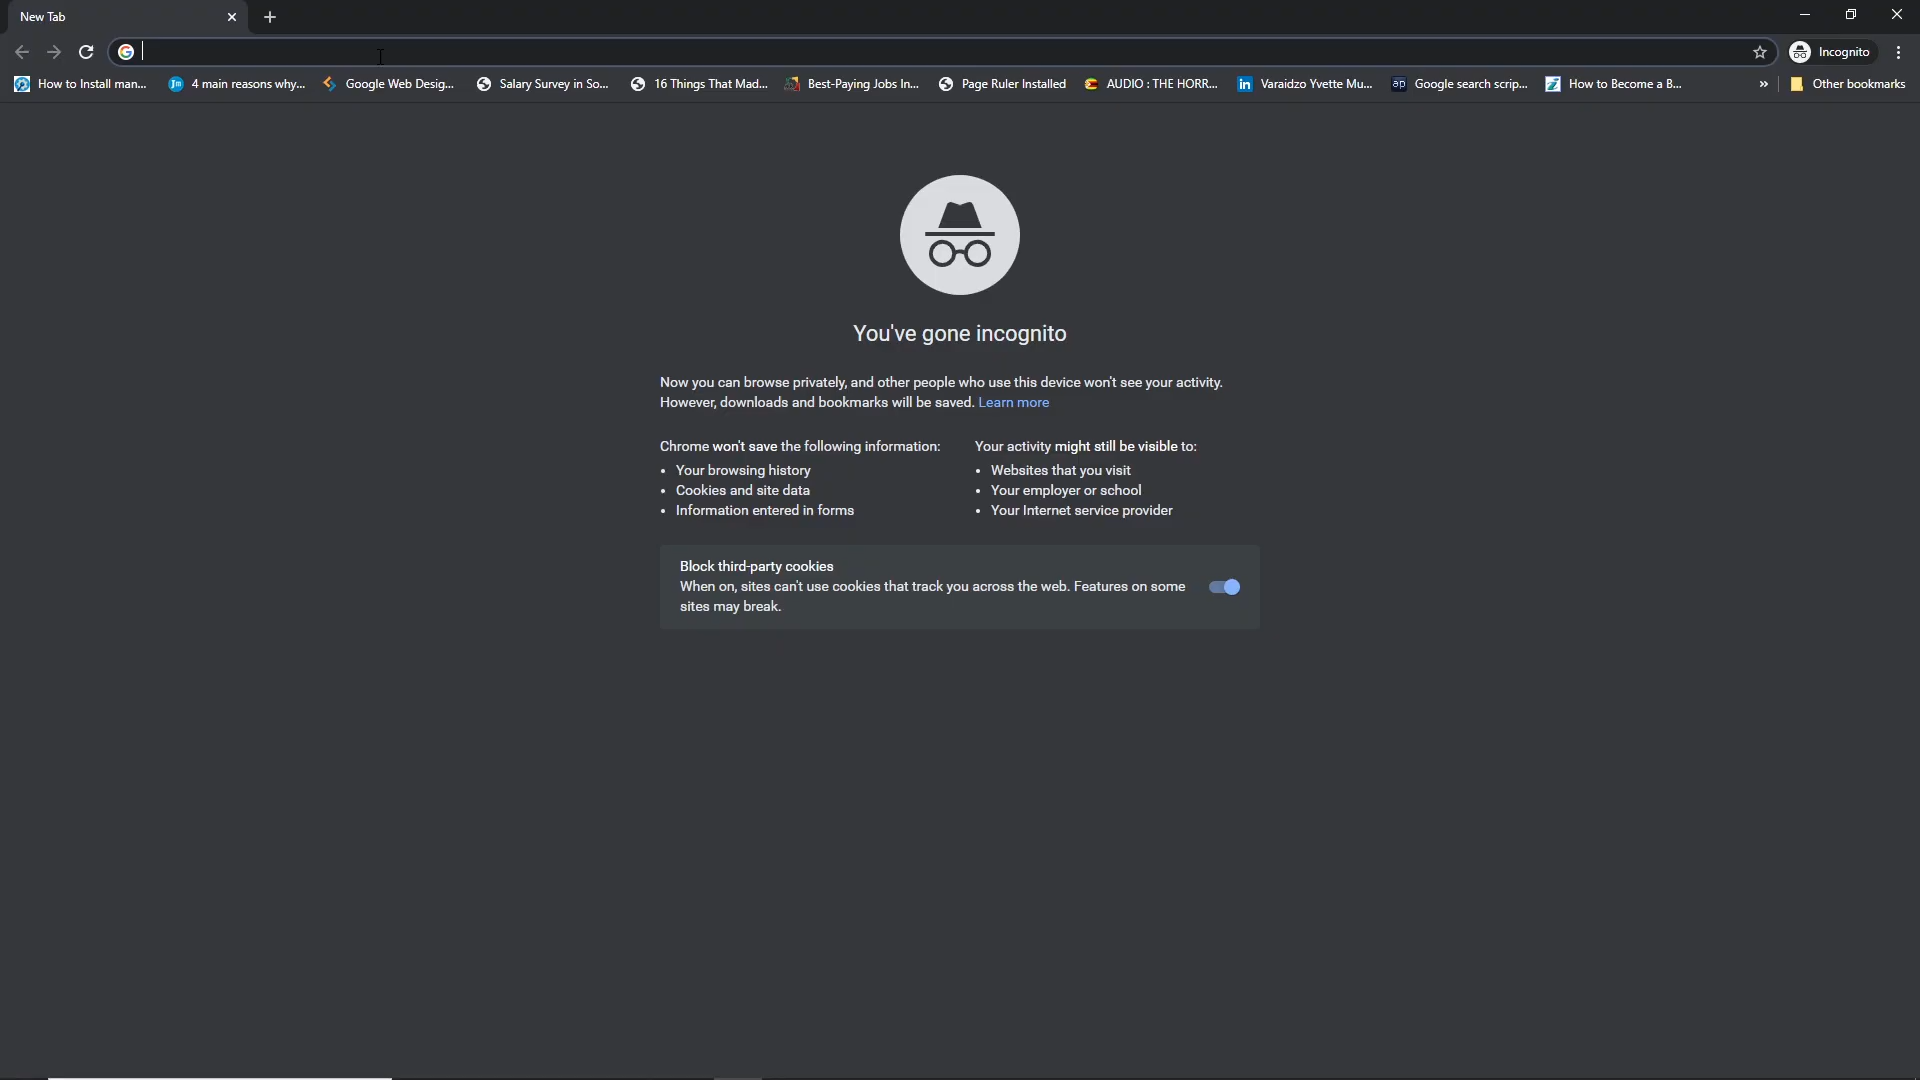 New Tab
Incognito
How to Install man...
Jm
4 main reasons why...
Google Web Desig...
Salary Survey in So...
16 Things That Mad...
Best-Paying Jobs In...
Page Ruler Installed
AUDIO : THE HORR...
in
Varaidzo Yvette Mu...
ap
Google search scrip...
How to Become a B...
»
Other bookmarks
You've gone incognito
Now you can browse privately, and other people who use this device won't see your activity.
However, downloads and bookmarks will be saved. Learn more
Chrome won't save the following information:
• Your browsing history
• Cookies and site data
• Information entered in forms
Your activity might still be visible to:
• Websites that you visit
• Your employer or school
• Your Internet service provider
Block third-party cookies
When on, sites can't use cookies that track you across the web. Features on some
sites may break.